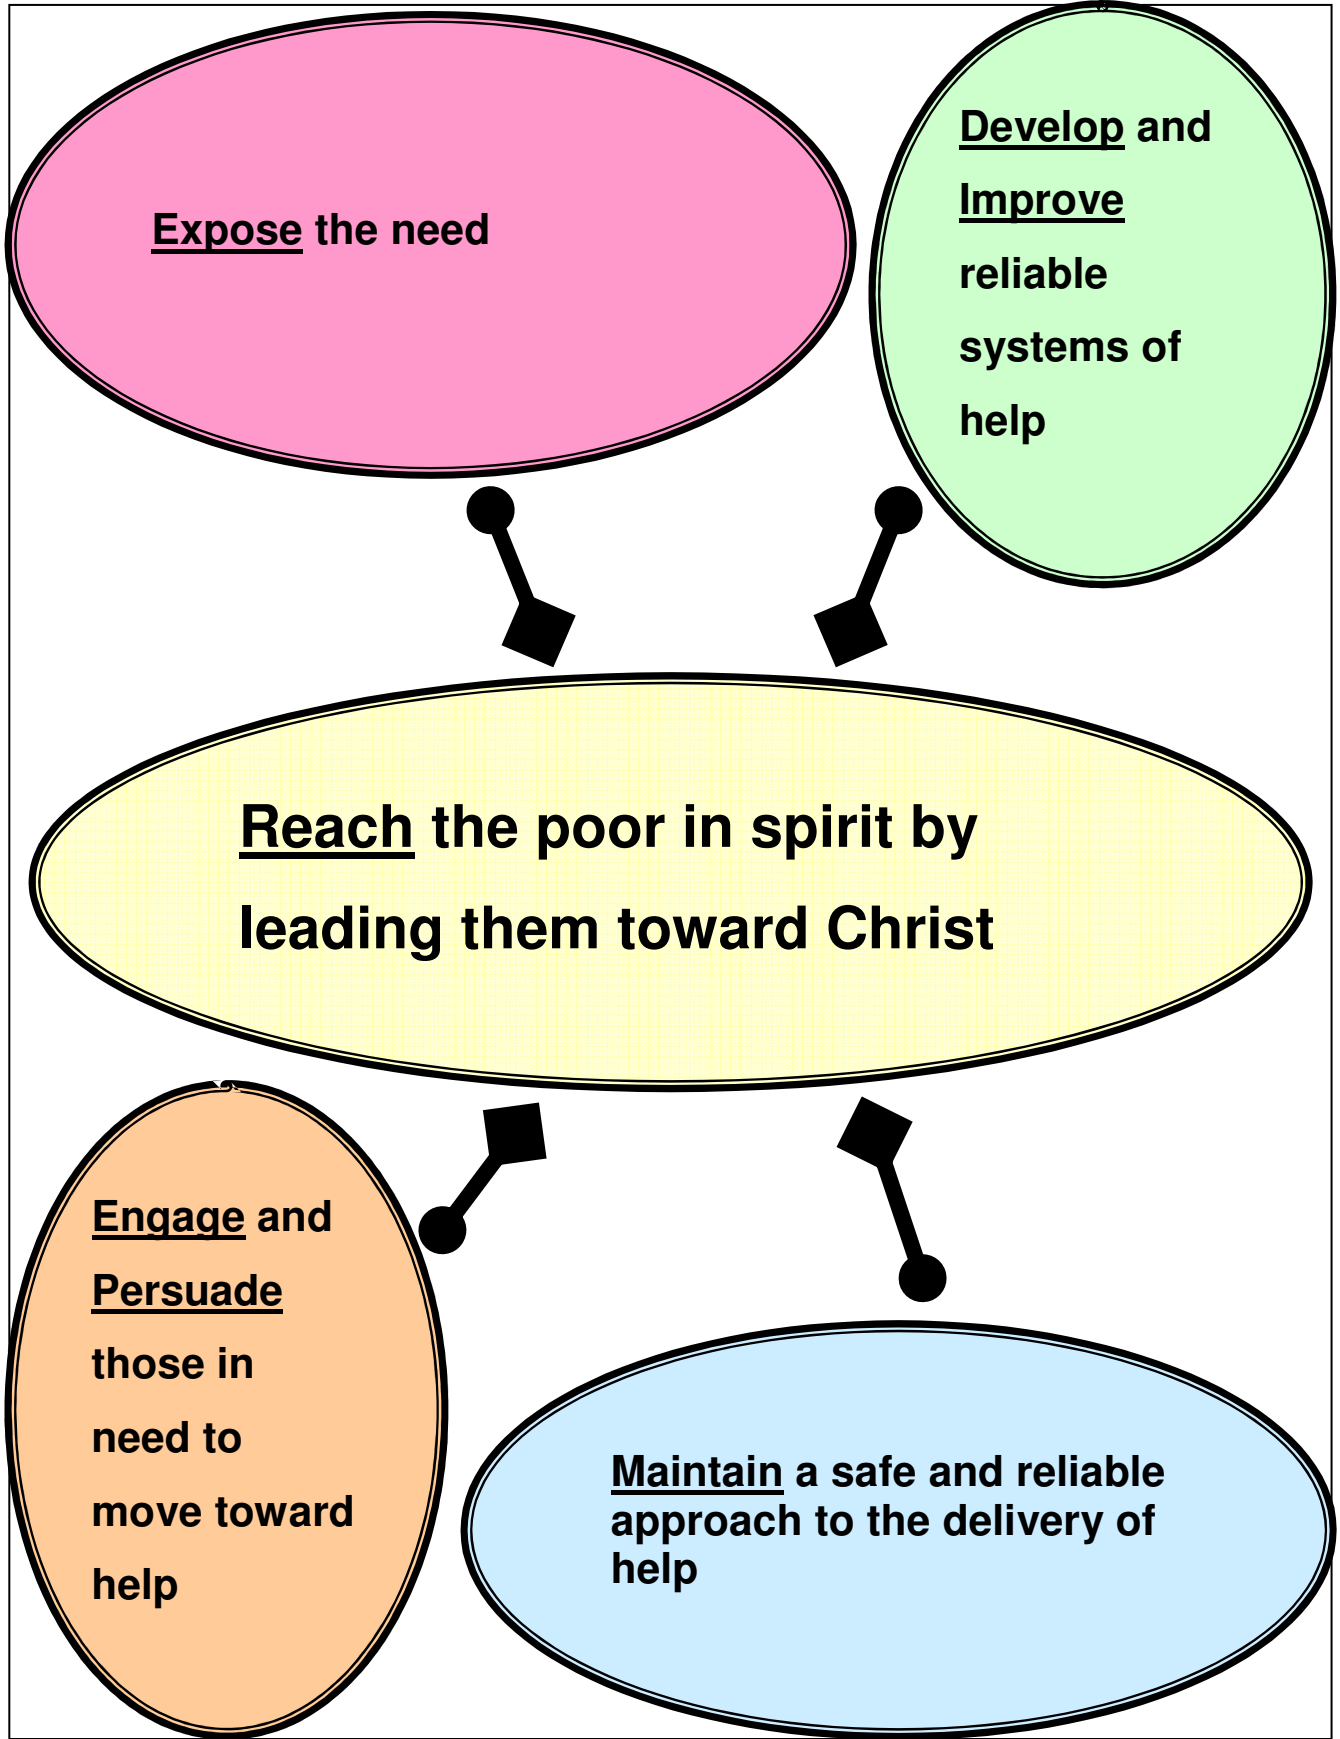 Expose the need
Develop and
Improve
reliable
systems of
help
Reach the poor in spirit by
leading them toward Christ
Engage and
Persuade
those in
need to
move toward
help
Maintain a safe and reliable
approach to the delivery of
help